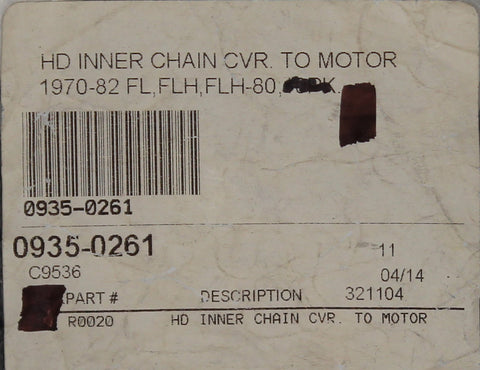 HD INNER CHAIN CVR. TO MOTOR
1970-82 FL,FLH,FLH-80,
0935-0261
0935-0261 11
C9536 04/14
PART # DESCRIPTION 321104
R0020 HD INNER CHAIN CVR. TO MOTOR